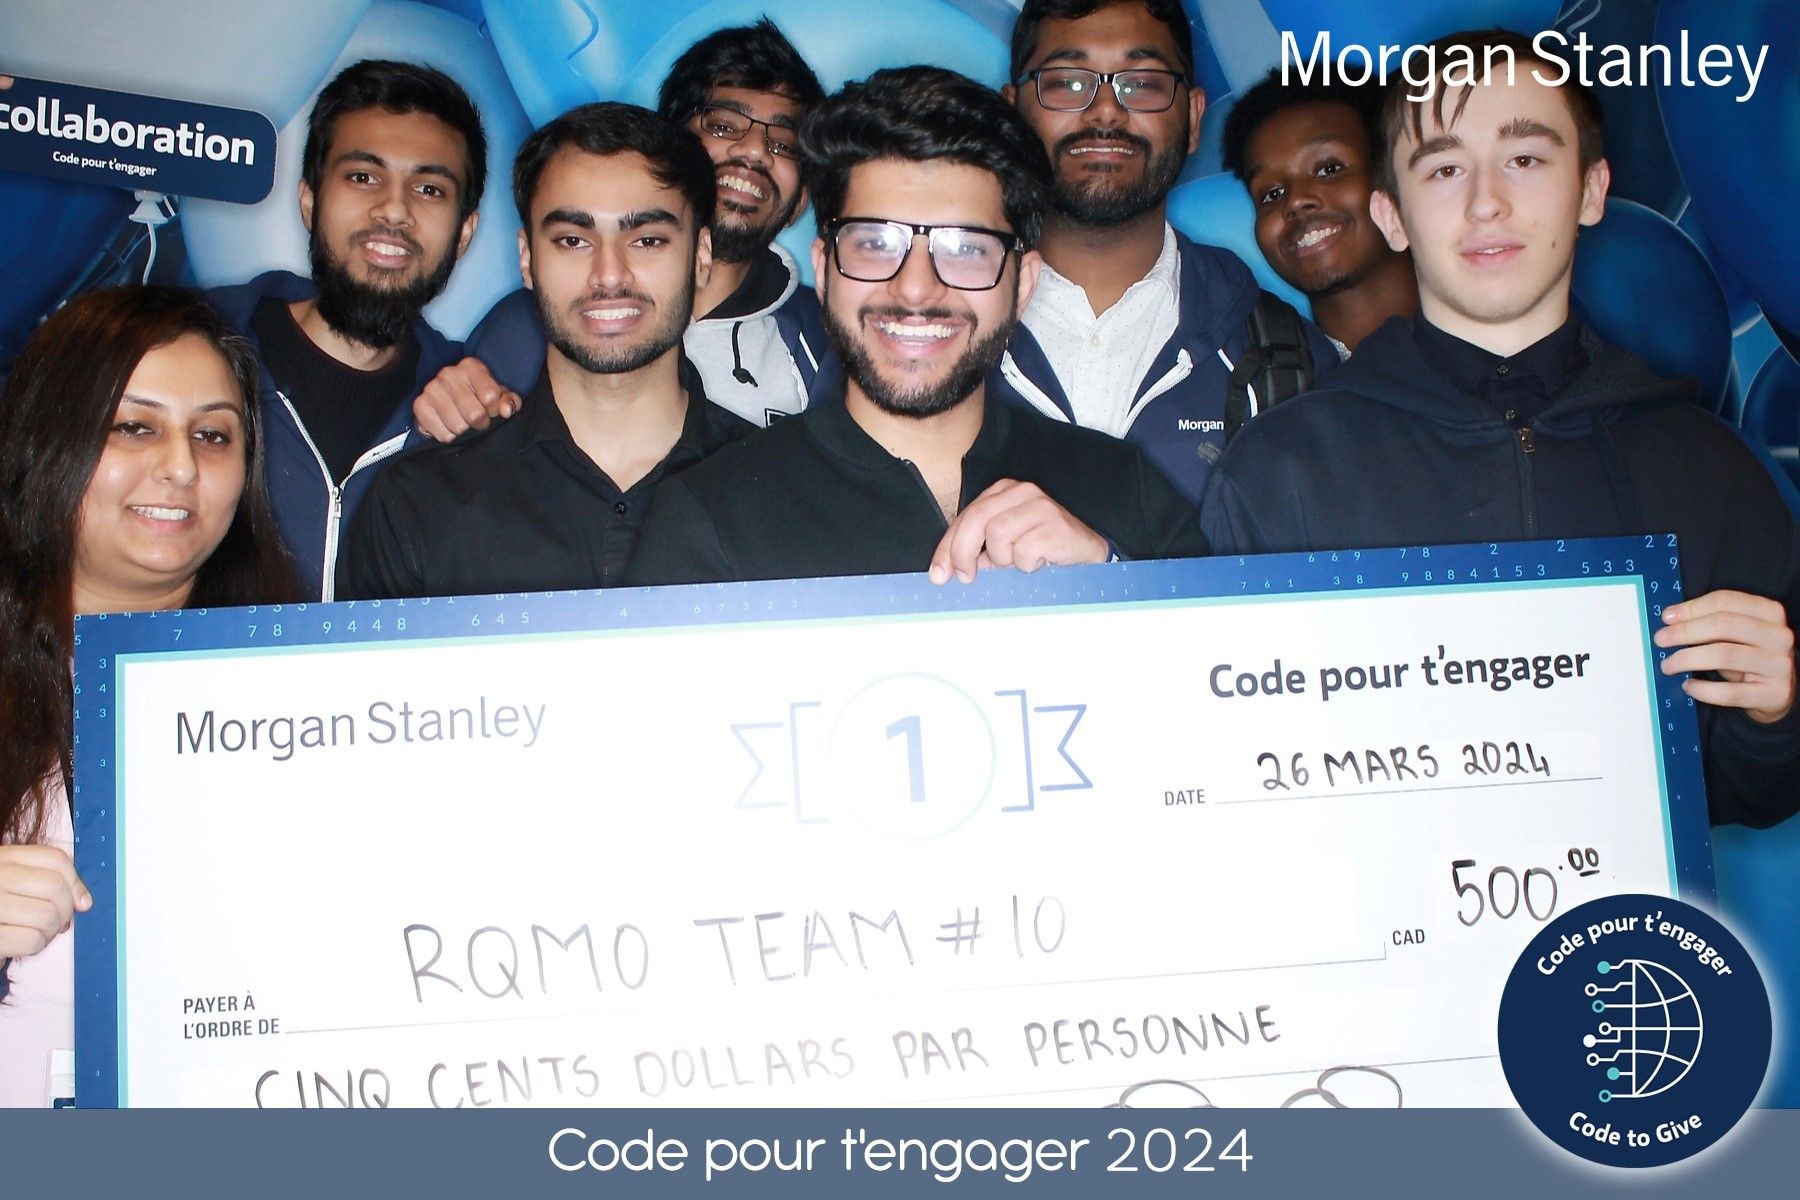 Morgan Stanley
collaboration
Code pour t'engager
Morgan
Morgan Stanley
1
Code pour t'engager
DATE 26 MARS 2024
PAYER À L'ORDRE DE RQMO TEAM #10
CAD 500.00
CINQ CENTS DOLLARS PAR PERSONNE
Code pour t'engager
Code to Give
Code pour t'engager 2024